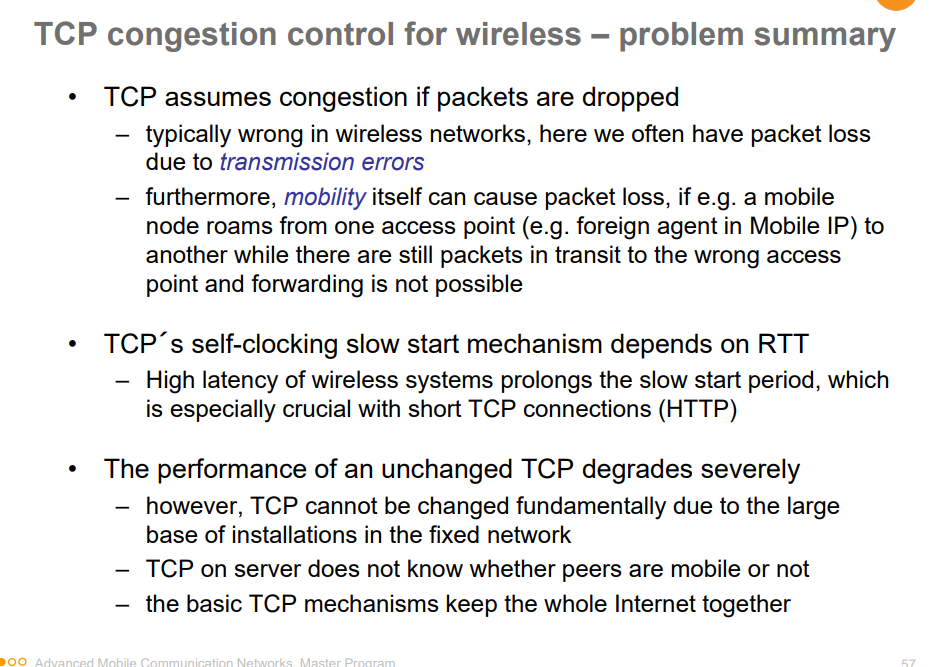 TCP congestion control for wireless – problem summary
• TCP assumes congestion if packets are dropped
– typically wrong in wireless networks, here we often have packet loss
due to transmission errors
– furthermore, mobility itself can cause packet loss, if e.g. a mobile
node roams from one access point (e.g. foreign agent in Mobile IP) to
another while there are still packets in transit to the wrong access
point and forwarding is not possible
• TCP´s self-clocking slow start mechanism depends on RTT
– High latency of wireless systems prolongs the slow start period, which
is especially crucial with short TCP connections (HTTP)
• The performance of an unchanged TCP degrades severely
– however, TCP cannot be changed fundamentally due to the large
base of installations in the fixed network
– TCP on server does not know whether peers are mobile or not
– the basic TCP mechanisms keep the whole Internet together
Advanced Mobile Communication Networks, Master Program
57